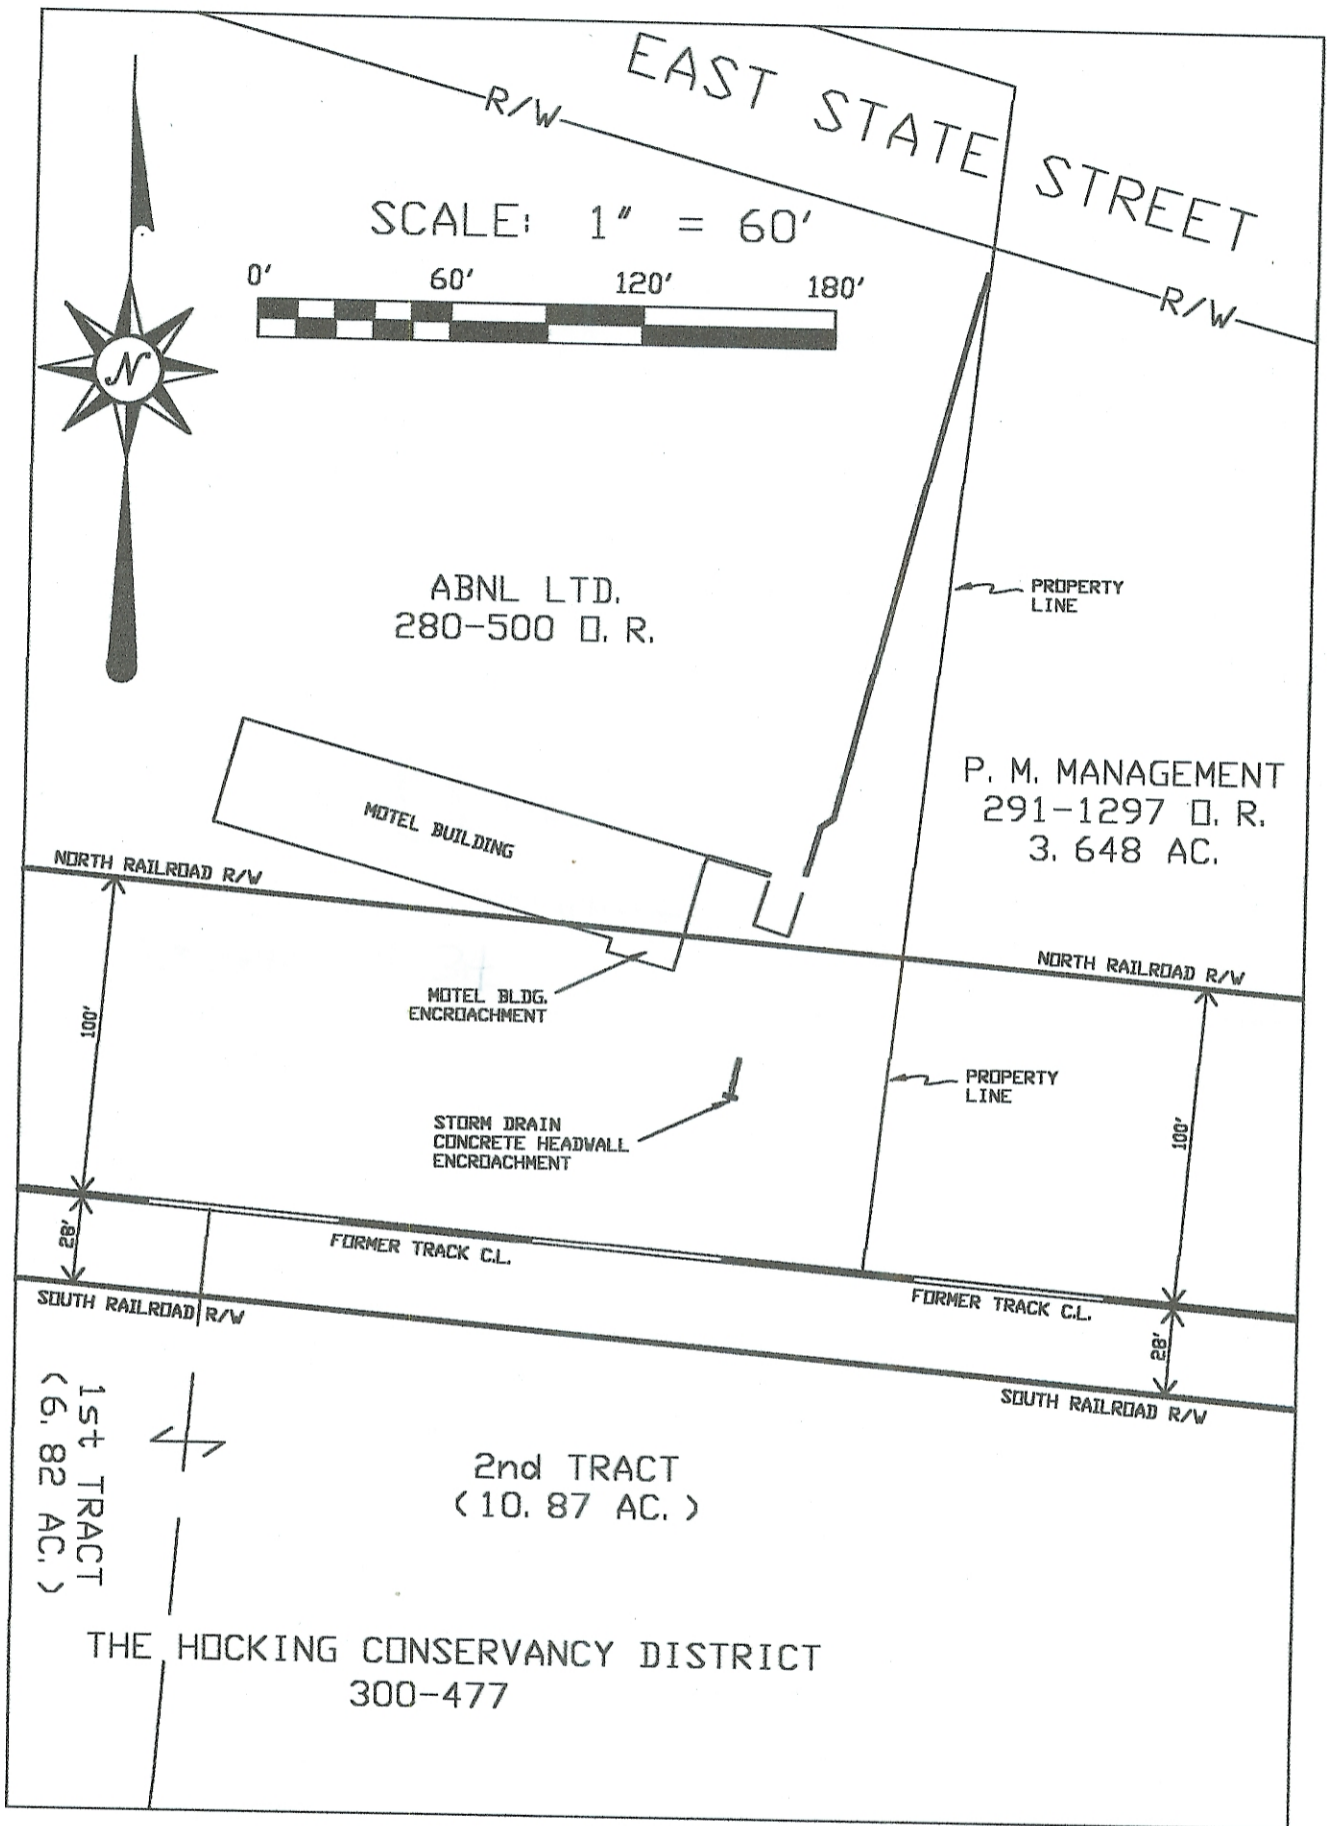 EAST STATE STREET
R/W
R/W
SCALE: 1" = 60'
0' 60' 120' 180'
N
ABNL LTD.
280-500 O. R.
PROPERTY
LINE
P. M. MANAGEMENT
291-1297 O. R.
3. 648 AC.
MOTEL BUILDING
NORTH RAILROAD R/W
NORTH RAILROAD R/W
MOTEL BLDG.
ENCROACHMENT
100'
100'
PROPERTY
LINE
STORM DRAIN
CONCRETE HEADWALL
ENCROACHMENT
28'
FORMER TRACK C.L.
FORMER TRACK C.L.
SOUTH RAILROAD R/W
28'
SOUTH RAILROAD R/W
1st TRACT
(6. 82 AC. )
2nd TRACT
(10. 87 AC. )
THE HOCKING CONSERVANCY DISTRICT
300-477